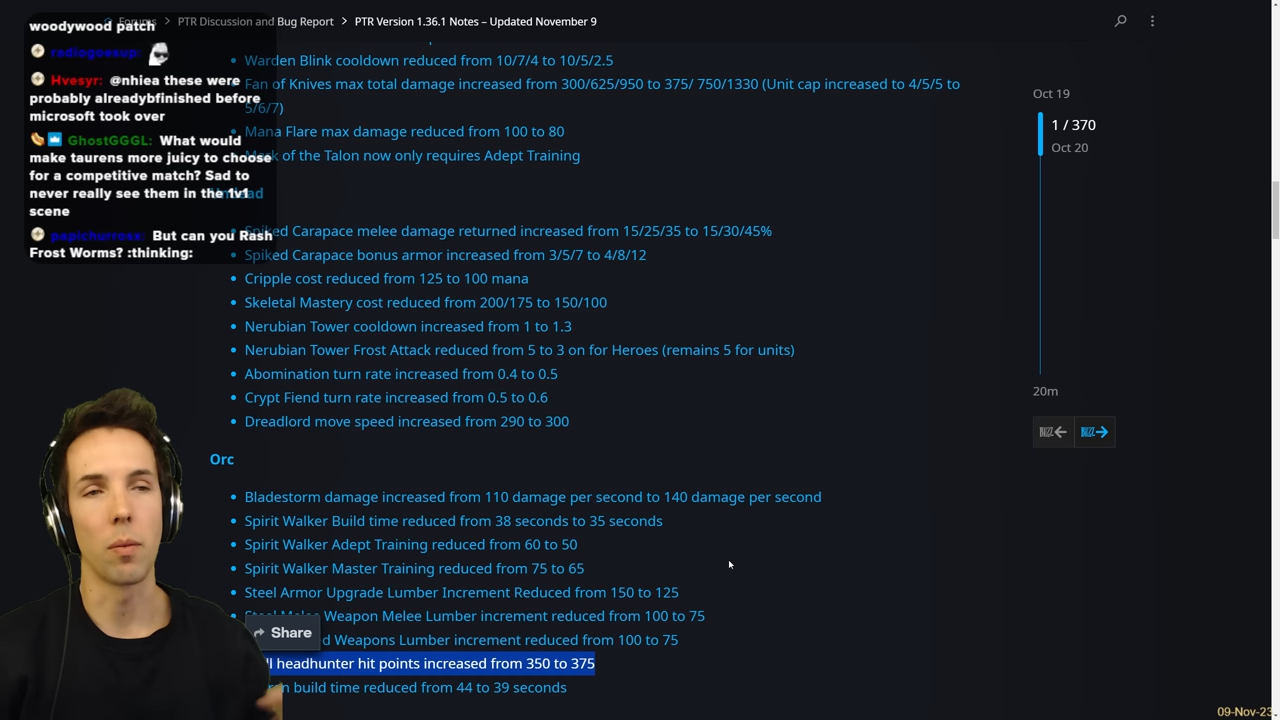 Forums > PTR Discussion and Bug Report > PTR Version 1.36.1 Notes – Updated November 9
woodywood patch
radiogoesup:
Hvesyr: @nhiea these were
probably alreadybfinished before
microsoft took over
GhostGGGL: What would
make taurens more juicy to choose
for a competitive match? Sad to
never really see them in the 1v1
scene
But can you Rash
Frost Worms? :thinking:
Warden Blink cooldown reduced from 10/7/4 to 10/5/2.5
Fan of Knives max total damage increased from 300/625/950 to 375/ 750/1330 (Unit cap increased to 4/5/5 to
5/6/7)
Mana Flare max damage reduced from 100 to 80
Mark of the Talon now only requires Adept Training
Undead
Spiked Carapace melee damage returned increased from 15/25/35 to 15/30/45%
Spiked Carapace bonus armor increased from 3/5/7 to 4/8/12
Cripple cost reduced from 125 to 100 mana
Skeletal Mastery cost reduced from 200/175 to 150/100
Nerubian Tower cooldown increased from 1 to 1.3
Nerubian Tower Frost Attack reduced from 5 to 3 on for Heroes (remains 5 for units)
Abomination turn rate increased from 0.4 to 0.5
Crypt Fiend turn rate increased from 0.5 to 0.6
Dreadlord move speed increased from 290 to 300
Orc
Bladestorm damage increased from 110 damage per second to 140 damage per second
Spirit Walker Build time reduced from 38 seconds to 35 seconds
Spirit Walker Adept Training reduced from 60 to 50
Spirit Walker Master Training reduced from 75 to 65
Steel Armor Upgrade Lumber Increment Reduced from 150 to 125
Steel Melee Weapon Melee Lumber increment reduced from 100 to 75
Weapons Lumber increment reduced from 100 to 75
headhunter hit points increased from 350 to 375
build time reduced from 44 to 39 seconds
Share
Oct 19
1 / 370
Oct 20
20m
BLIZZ BLIZZ
09-Nov-23